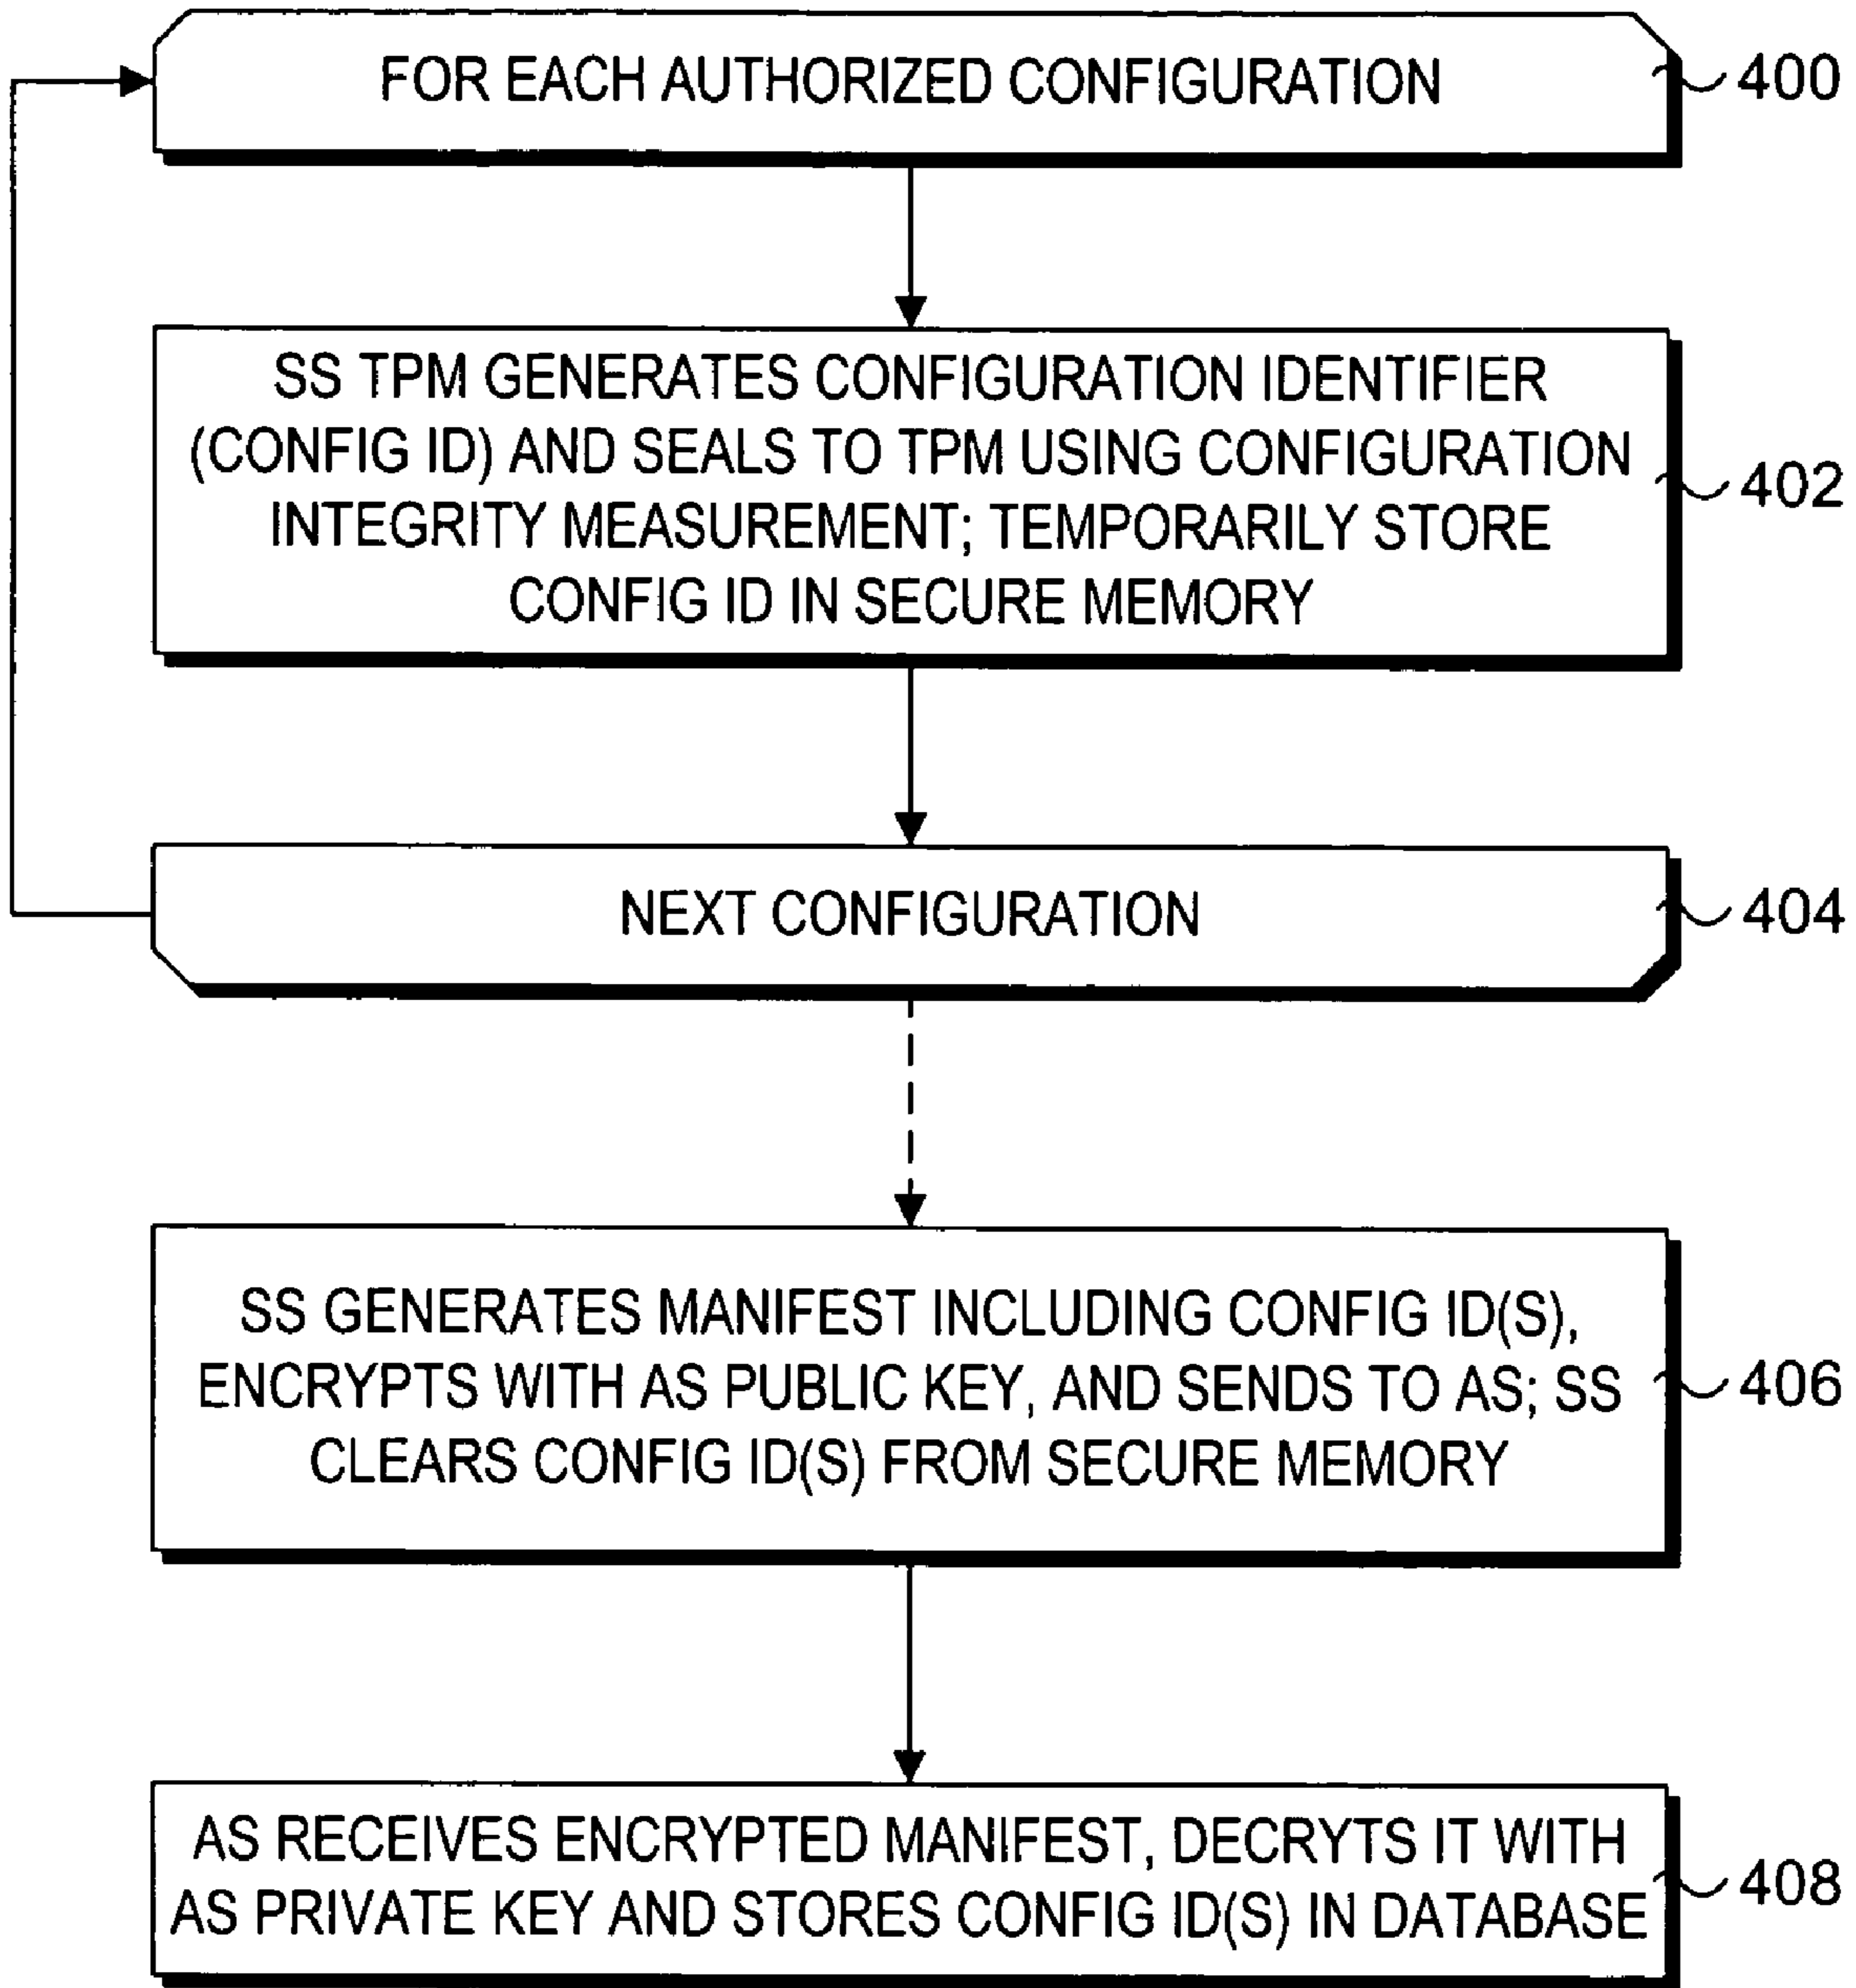 FOR EACH AUTHORIZED CONFIGURATION
400
SS TPM GENERATES CONFIGURATION IDENTIFIER
(CONFIG ID) AND SEALS TO TPM USING CONFIGURATION
INTEGRITY MEASUREMENT; TEMPORARILY STORE
CONFIG ID IN SECURE MEMORY
402
NEXT CONFIGURATION
404
SS GENERATES MANIFEST INCLUDING CONFIG ID(S),
ENCRYPTS WITH AS PUBLIC KEY, AND SENDS TO AS; SS
CLEARS CONFIG ID(S) FROM SECURE MEMORY
406
AS RECEIVES ENCRYPTED MANIFEST, DECRYTS IT WITH
AS PRIVATE KEY AND STORES CONFIG ID(S) IN DATABASE
408